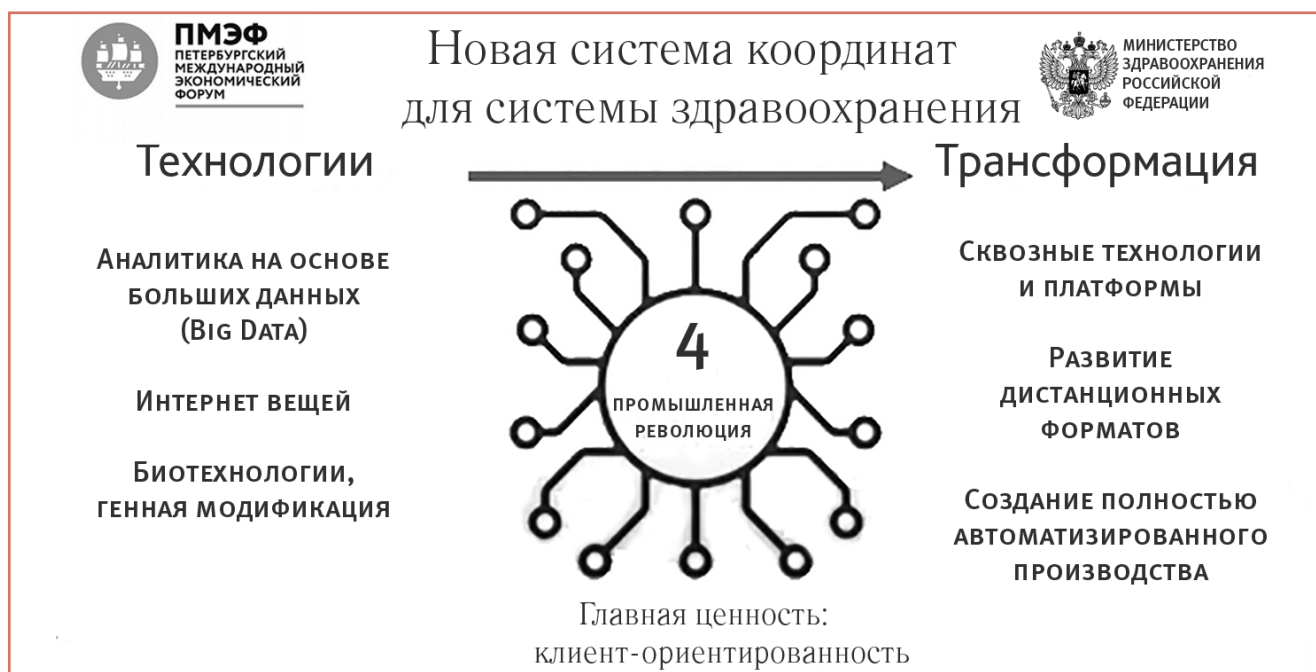 ПМЭФ
ПЕТЕРБУРГСКИЙ
МЕЖДУНАРОДНЫЙ
ЭКОНОМИЧЕСКИЙ
ФОРУМ
Новая система координат
для системы здравоохранения
МИНИСТЕРСТВО
ЗДРАВООХРАНЕНИЯ
РОССИЙСКОЙ
ФЕДЕРАЦИИ
Технологии
Аналитика на основе
больших данных
(Big Data)
Интернет вещей
Биотехнологии,
генная модификация
4
промышленная
революция
Трансформация
Сквозные технологии
и платформы
Развитие
дистанционных
форматов
Создание полностью
автоматизированного
производства
Главная ценность:
клиент-ориентированность